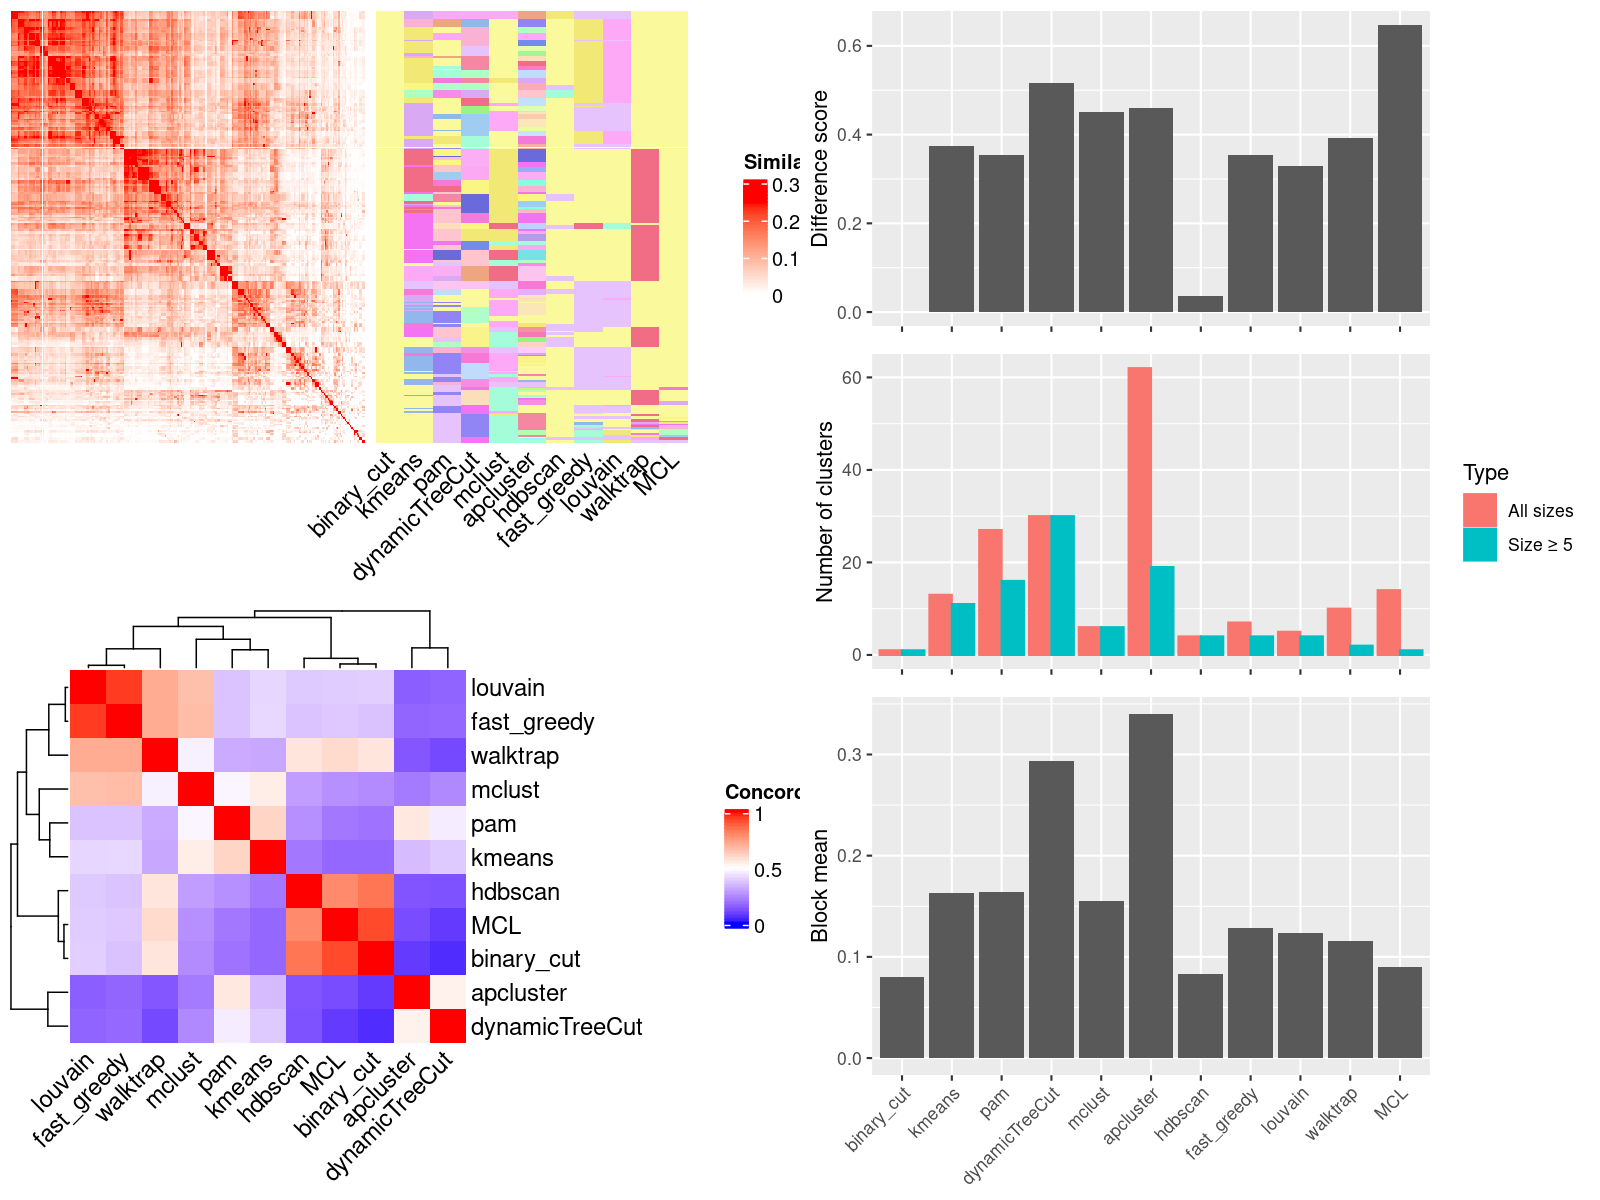 Simila
0.3
0.2
0.1
0
binary_cut
kmeans
pam
dynamicTreeCut
mclust
apcluster
hdbscan
fast_greedy
louvain
walktrap
MCL
louvain
fast_greedy
walktrap
mclust
pam
kmeans
hdbscan
MCL
binary_cut
apcluster
dynamicTreeCut
louvain
fast_greedy
walktrap
mclust
pam
kmeans
hdbscan
MCL
binary_cut
apcluster
dynamicTreeCut
Concord
1
0.5
0
Difference score
0.6
0.4
0.2
0.0
Number of clusters
60
40
20
0
Type
All sizes
Size ≥ 5
Block mean
0.3
0.2
0.1
0.0
binary_cut
kmeans
pam
dynamicTreeCut
mclust
apcluster
hdbscan
fast_greedy
louvain
walktrap
MCL